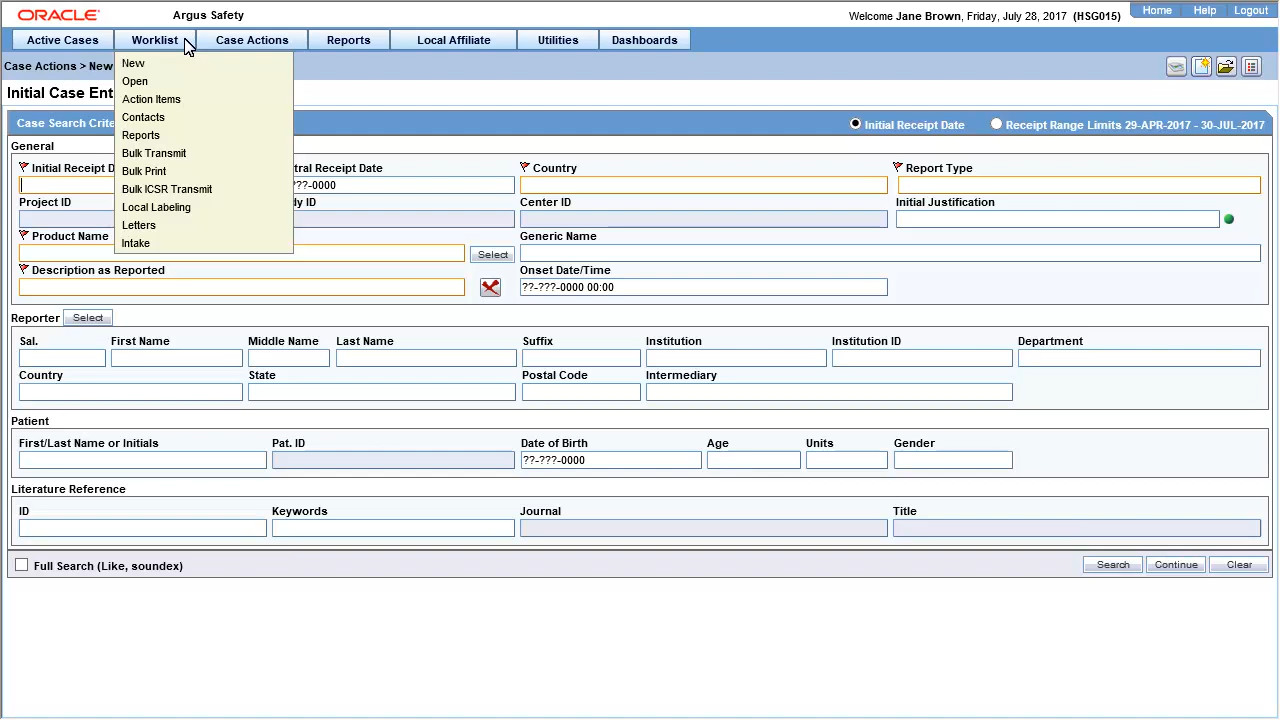 ORACLE
Argus Safety
Welcome Jane Brown, Friday, July 28, 2017 (HSG015)
Home Help Logout
Active Cases Worklist Case Actions Reports Local Affiliate Utilities Dashboards
Case Actions > New
New
Open
Action Items
Contacts
Reports
Bulk Transmit
Bulk Print
Bulk ICSR Transmit
Local Labeling
Letters
Intake
Initial Case Ent
Case Search Crite
Initial Receipt Date Receipt Range Limits 29-APR-2017 - 30-JUL-2017
General
Initial Receipt D tral Receipt Date Country Report Type
???-0000
Project ID dy ID Center ID Initial Justification
Product Name Generic Name
Select
Description as Reported Onset Date/Time
??-???-0000 00:00
Reporter Select
Sal. First Name Middle Name Last Name Suffix Institution Institution ID Department
Country State Postal Code Intermediary
Patient
First/Last Name or Initials Pat. ID Date of Birth Age Units Gender
??-???-0000
Literature Reference
ID Keywords Journal Title
Full Search (Like, soundex) Search Continue Clear